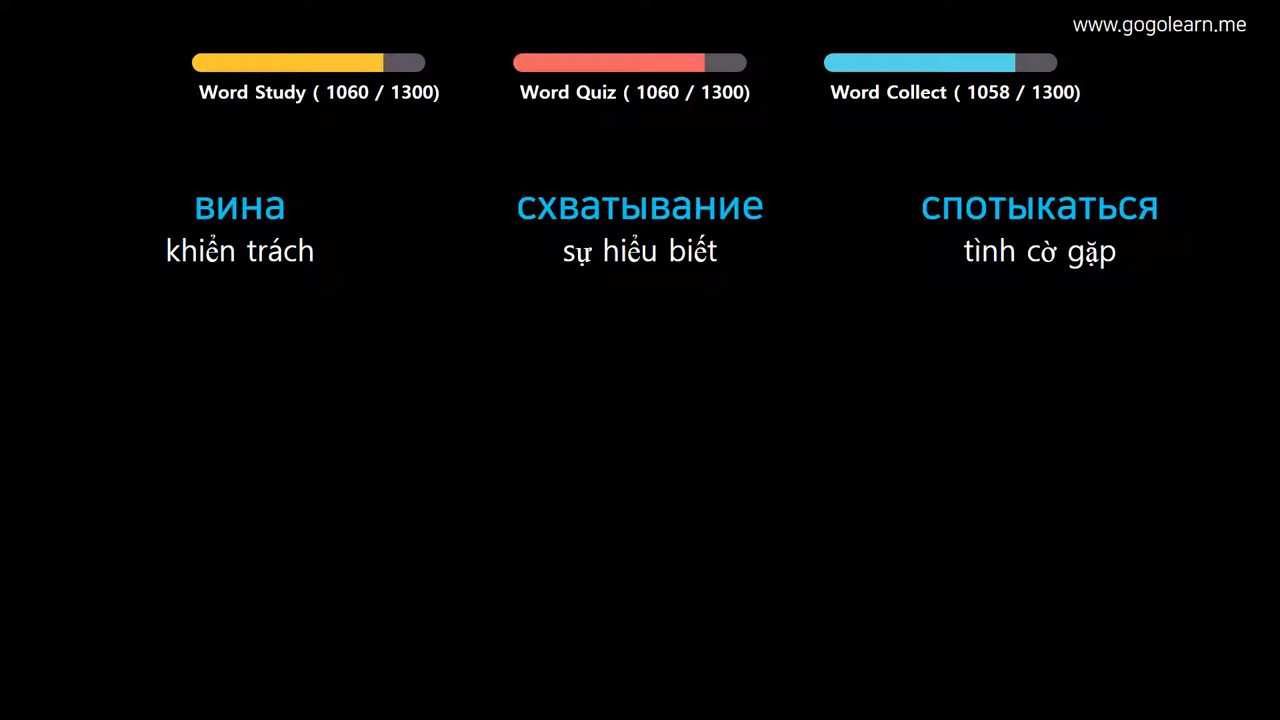 www.gogolearn.me
Word Study ( 1060 / 1300)
Word Quiz ( 1060 / 1300)
Word Collect ( 1058 / 1300)
вина
khiển trách
схватывание
sự hiểu biết
спотыкаться
tình cờ gặp